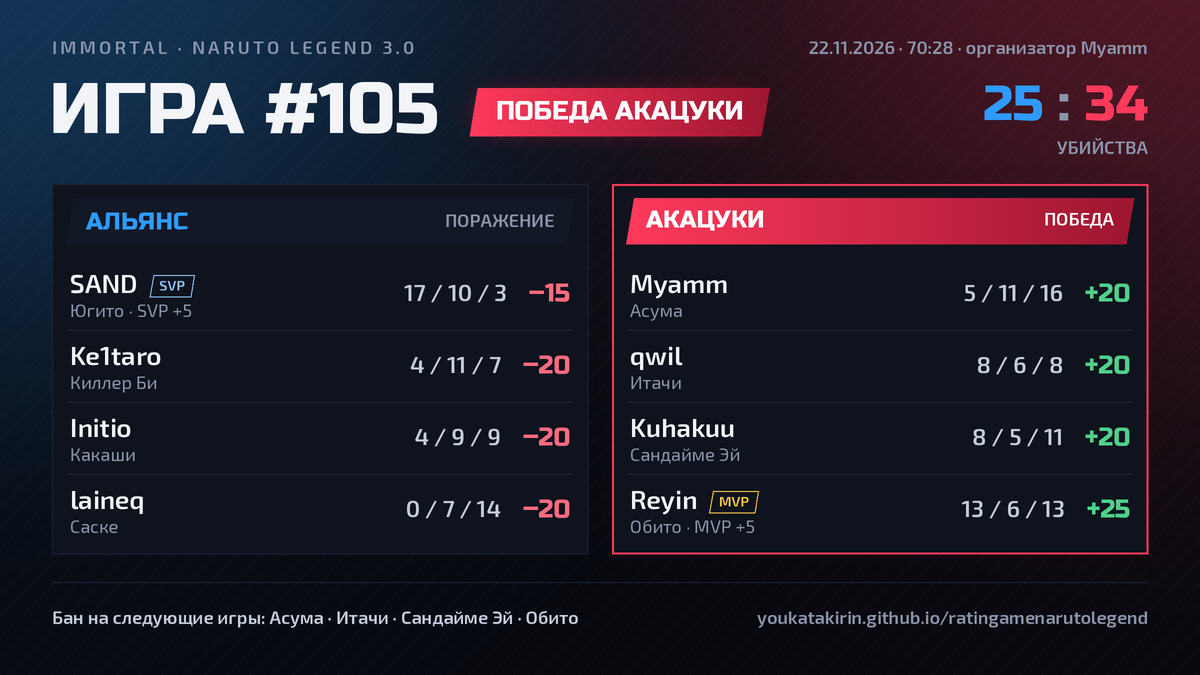 IMMORTAL · NARUTO LEGEND 3.0
22.11.2026 · 70:28 · организатор Myamm
ИГРА #105
ПОБЕДА АКАЦУКИ
25 : 34
УБИЙСТВА
АЛЬЯНС ПОРАЖЕНИЕ
SAND SVP 17 / 10 / 3 −15
Югито · SVP +5
Ke1taro 4 / 11 / 7 −20
Киллер Би
Initio 4 / 9 / 9 −20
Какаши
laineq 0 / 7 / 14 −20
Саске
АКАЦУКИ ПОБЕДА
Myamm 5 / 11 / 16 +20
Асума
qwil 8 / 6 / 8 +20
Итачи
Kuhakuu 8 / 5 / 11 +20
Сандайме Эй
Reyin MVP 13 / 6 / 13 +25
Обито · MVP +5
Бан на следующие игры: Асума · Итачи · Сандайме Эй · Обито
youkatakirin.github.io/ratingamenarutolegend